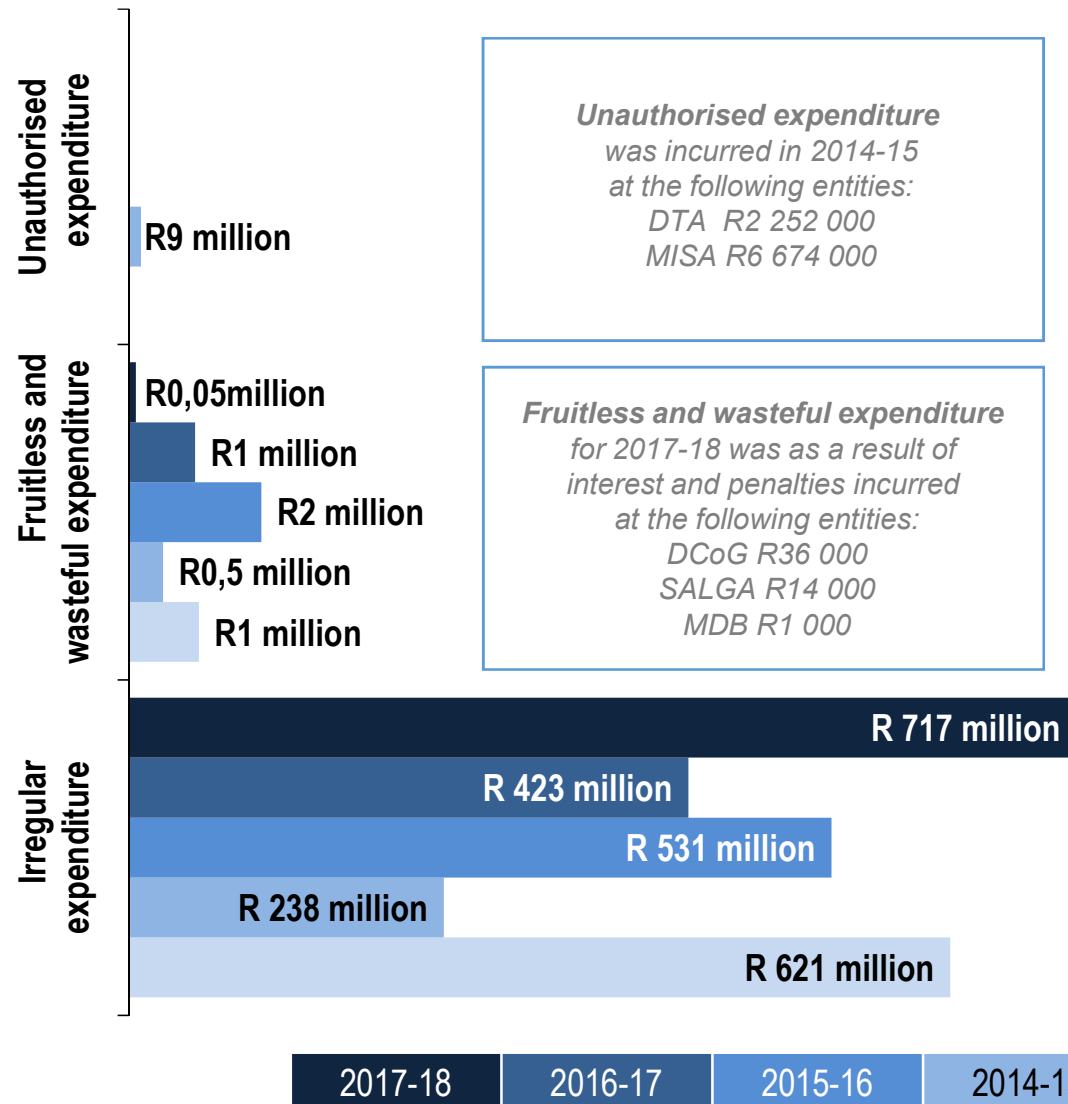 Unauthorised
expenditure
R9 million
Unauthorised expenditure
was incurred in 2014-15
at the following entities:
DTA R2 252 000
MISA R6 674 000
Fruitless and
wasteful expenditure
R0,05million
R1 million
R2 million
R0,5 million
R1 million
Fruitless and wasteful expenditure
for 2017-18 was as a result of
interest and penalties incurred
at the following entities:
DCoG R36 000
SALGA R14 000
MDB R1 000
Irregular
expenditure
R 717 million
R 423 million
R 531 million
R 238 million
R 621 million
2017-18
2016-17
2015-16
2014-1